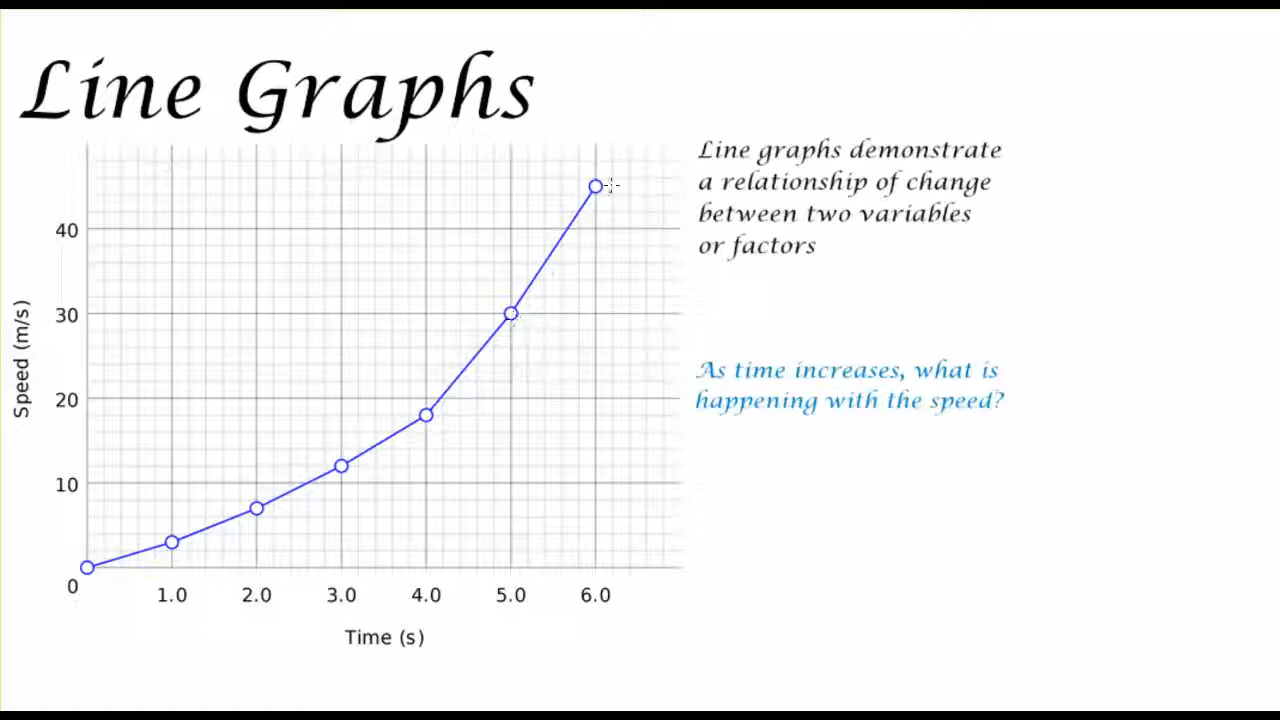 Line Graphs
Line graphs demonstrate
a relationship of change
between two variables
or factors
As time increases, what is
happening with the speed?
Speed (m/s)
40
30
20
10
0
1.0 2.0 3.0 4.0 5.0 6.0
Time (s)